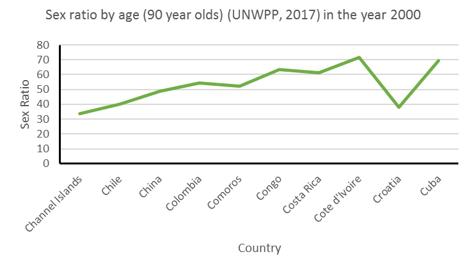 Sex ratio by age (90 year olds) (UNWPP, 2017) in the year 2000
80
70
60
50
40
30
20
10
0
Sex Ratio
Channel Islands
Chile
China
Colombia
Comoros
Congo
Costa Rica
Cote d'Ivoire
Croatia
Cuba
Country